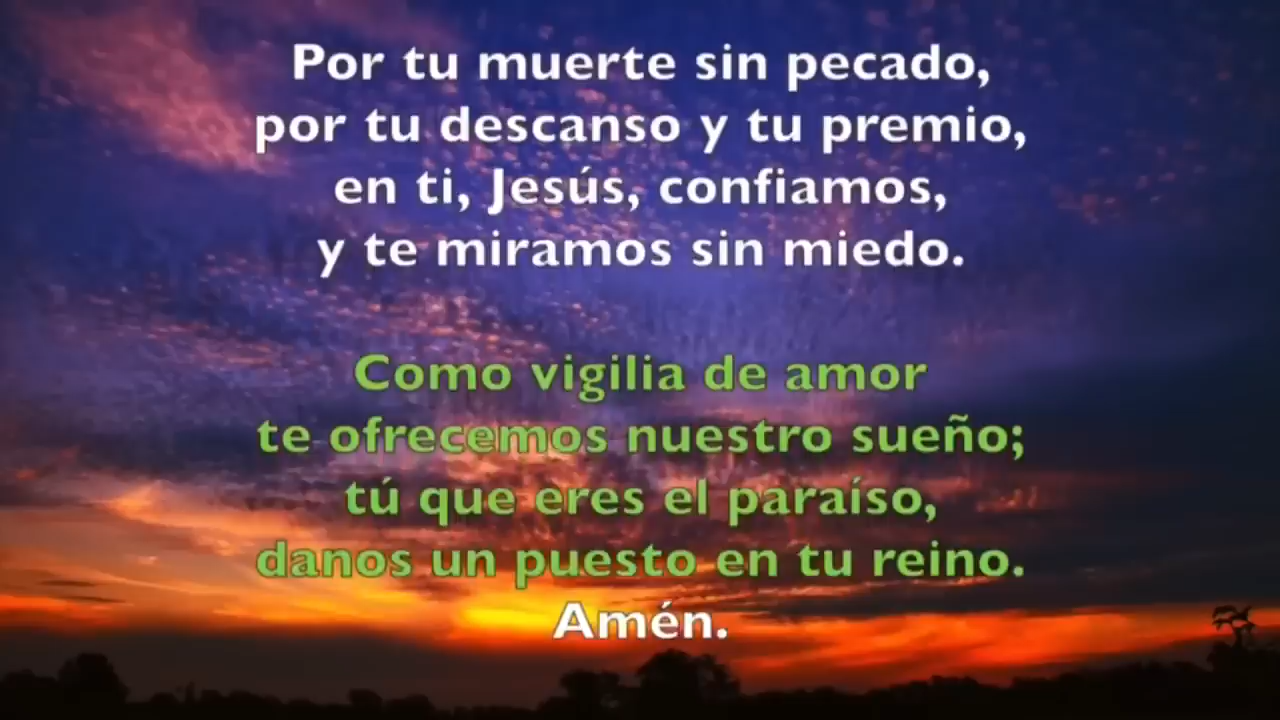 Por tu muerte sin pecado,
por tu descanso y tu premio,
en ti, Jesús, confiamos,
y te miramos sin miedo.
Como vigilia de amor
te ofrecemos nuestro sueño;
tú que eres el paraíso,
danos un puesto en tu reino.
Amén.